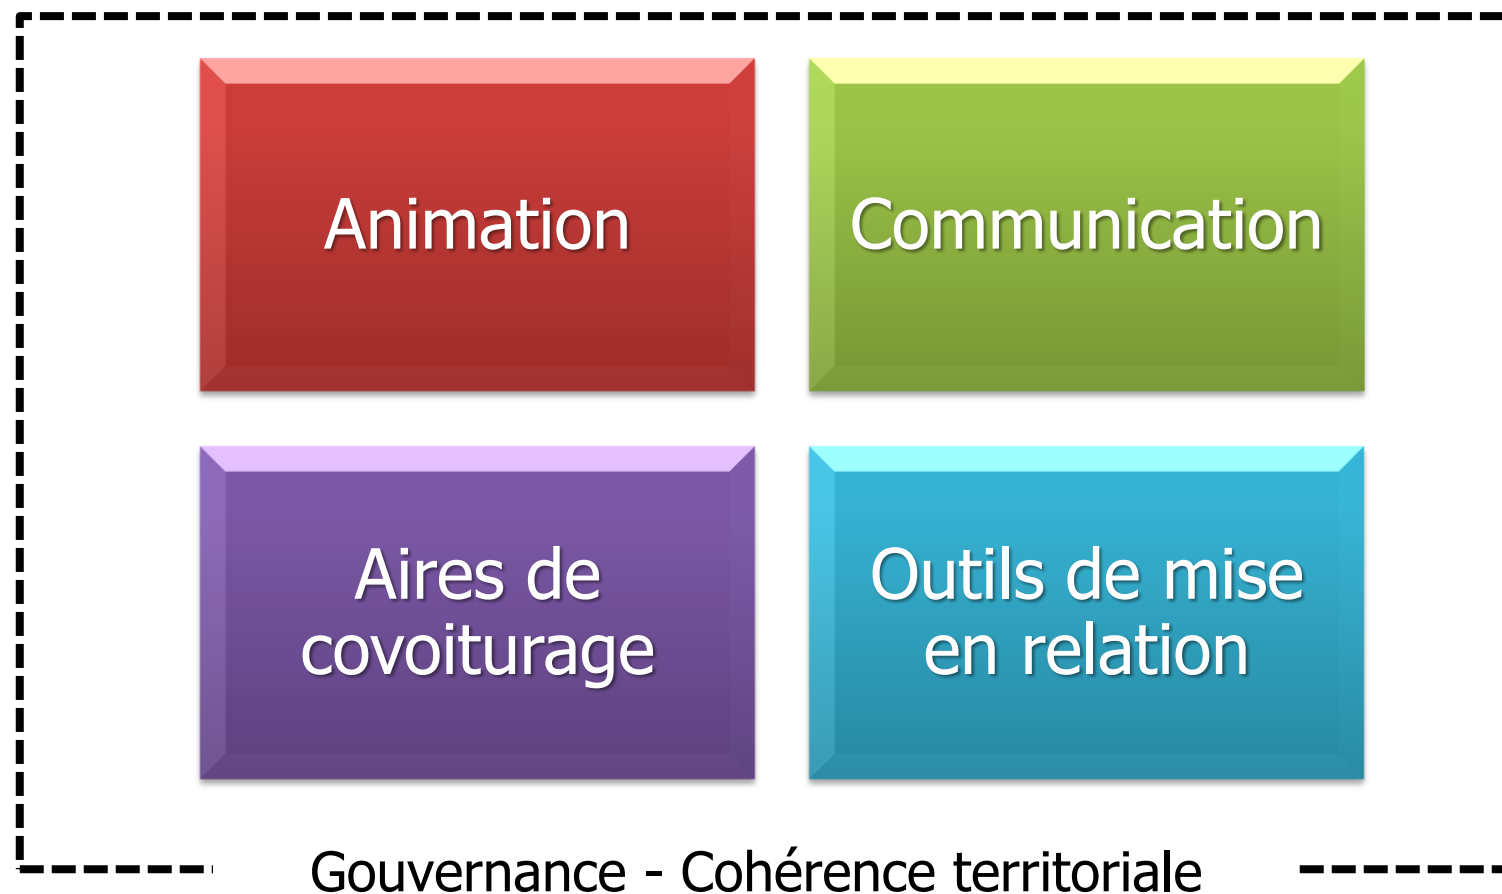 Animation
Communication
Aires de
covoiturage
Outils de mise
en relation
Gouvernance - Cohérence territoriale